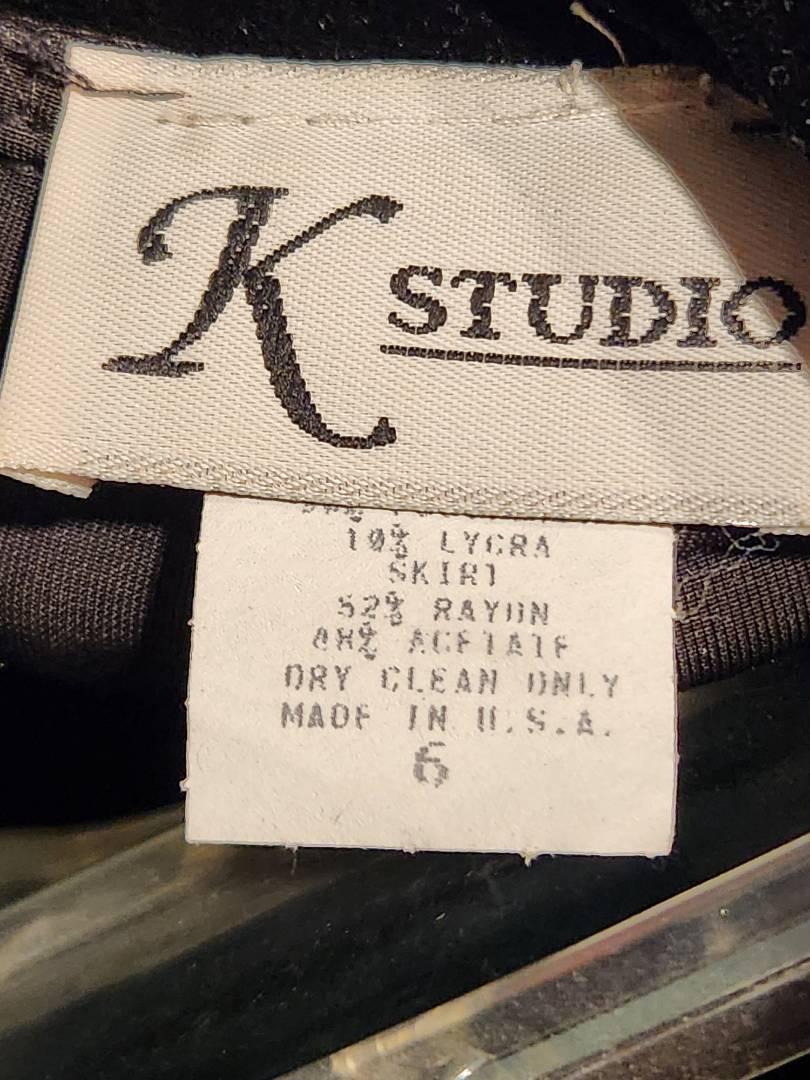 K STUDIO
10% LYCRA
SKIRT
52% RAYON
48% ACETATE
DRY CLEAN ONLY
MADE IN U.S.A.
6